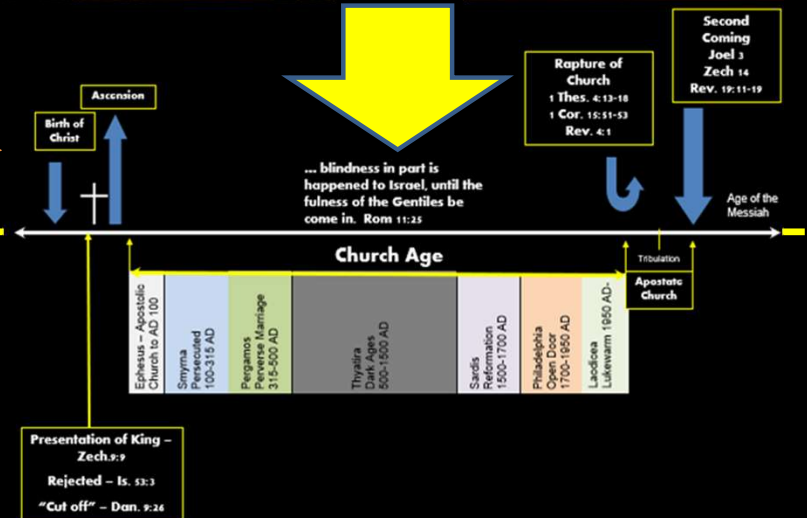 Second
Coming
Joel 3
Zech 14
Rev. 19:11-19
Rapture of
Church
1 Thes. 4:13-18
1 Cor. 15:51-53
Rev. 4:1
Ascension
Birth of
Christ
... blindness in part is
happened to Israel, until the
fulness of the Gentiles be
come in. Rom 11:25
Age of the
Messiah
Church Age
Tribulation
Apostate
Church
Ephesus – Apostolic
Church to AD 100
Smyrna
Persecuted
100-315 AD
Pergamos
Perverse Marriage
315-500 AD
Thyatira
Dark Ages
500-1500 AD
Sardis
Reformation
1500-1700 AD
Philadelphia
Open Door
1700-1950 AD
Laodicea
Lukewarm 1950 AD-
Presentation of King –
Zech.9:9
Rejected – Is. 53:3
"Cut off" – Dan. 9:26